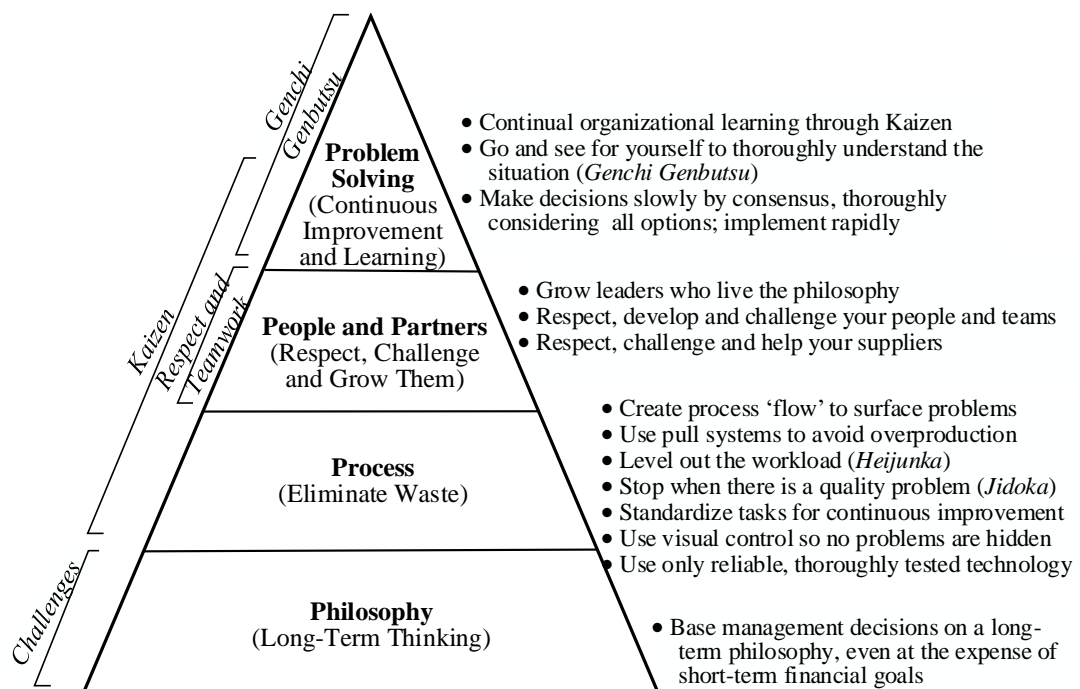 Genchi
Genbutsu
Problem
Solving
(Continuous
Improvement
and Learning)
• Continual organizational learning through Kaizen
• Go and see for yourself to thoroughly understand the
situation (Genchi Genbutsu)
• Make decisions slowly by consensus, thoroughly
considering all options; implement rapidly
Kaizen
Respect and
Teamwork
People and Partners
(Respect, Challenge
and Grow Them)
• Grow leaders who live the philosophy
• Respect, develop and challenge your people and teams
• Respect, challenge and help your suppliers
Process
(Eliminate Waste)
• Create process ‘flow’ to surface problems
• Use pull systems to avoid overproduction
• Level out the workload (Heijunka)
• Stop when there is a quality problem (Jidoka)
• Standardize tasks for continuous improvement
• Use visual control so no problems are hidden
• Use only reliable, thoroughly tested technology
Challenges
Philosophy
(Long-Term Thinking)
• Base management decisions on a long-
term philosophy, even at the expense of
short-term financial goals